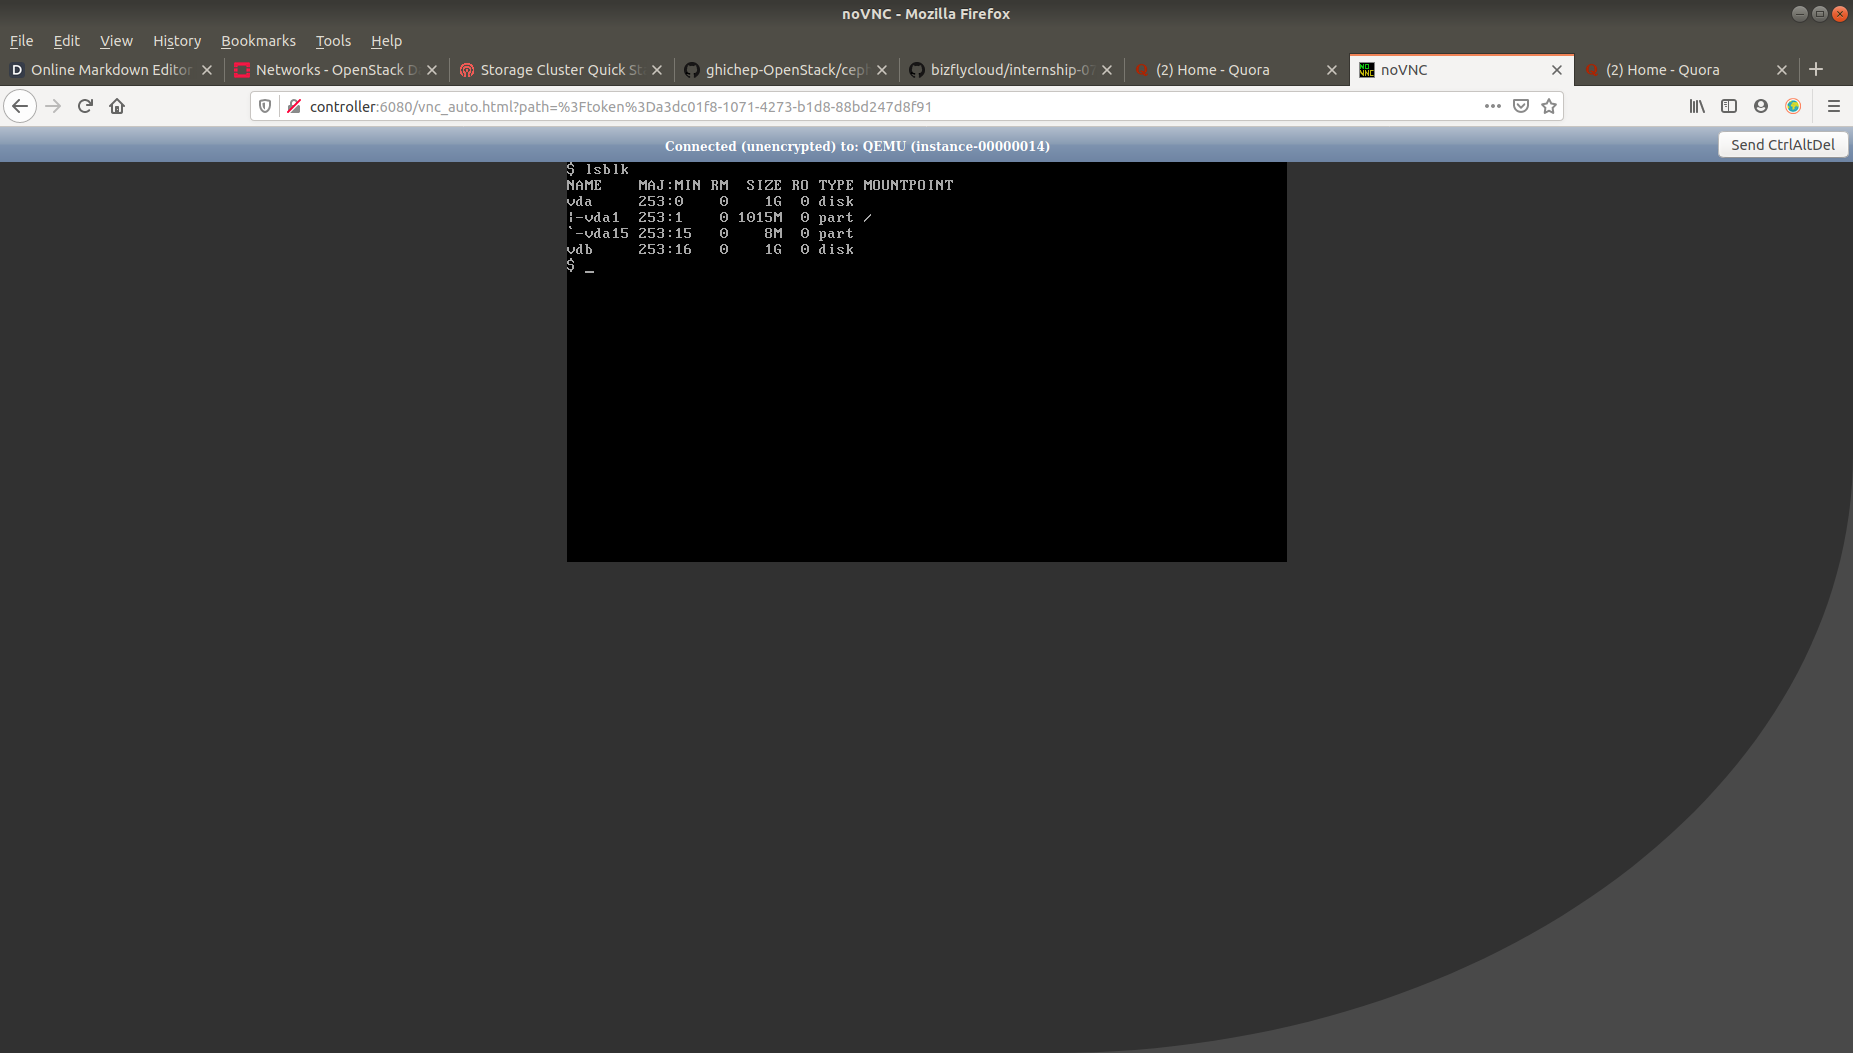 noVNC - Mozilla Firefox
File Edit View History Bookmarks Tools Help
Online Markdown Editor Networks - OpenStack D Storage Cluster Quick St ghichep-OpenStack/ceph bizflycloud/internship-07 (2) Home - Quora noVNC (2) Home - Quora
controller:6080/vnc_auto.html?path=%3Ftoken%3Da3dc01f8-1071-4273-b1d8-88bd247d8f91
Connected (unencrypted) to: QEMU (instance-00000014) Send CtrlAltDel
$ lsblk
NAME MAJ:MIN RM SIZE RO TYPE MOUNTPOINT
vda 253:0 0 1G 0 disk
|-vda1 253:1 0 1015M 0 part /
`-vda15 253:15 0 8M 0 part
vdb 253:16 0 1G 0 disk
$ _